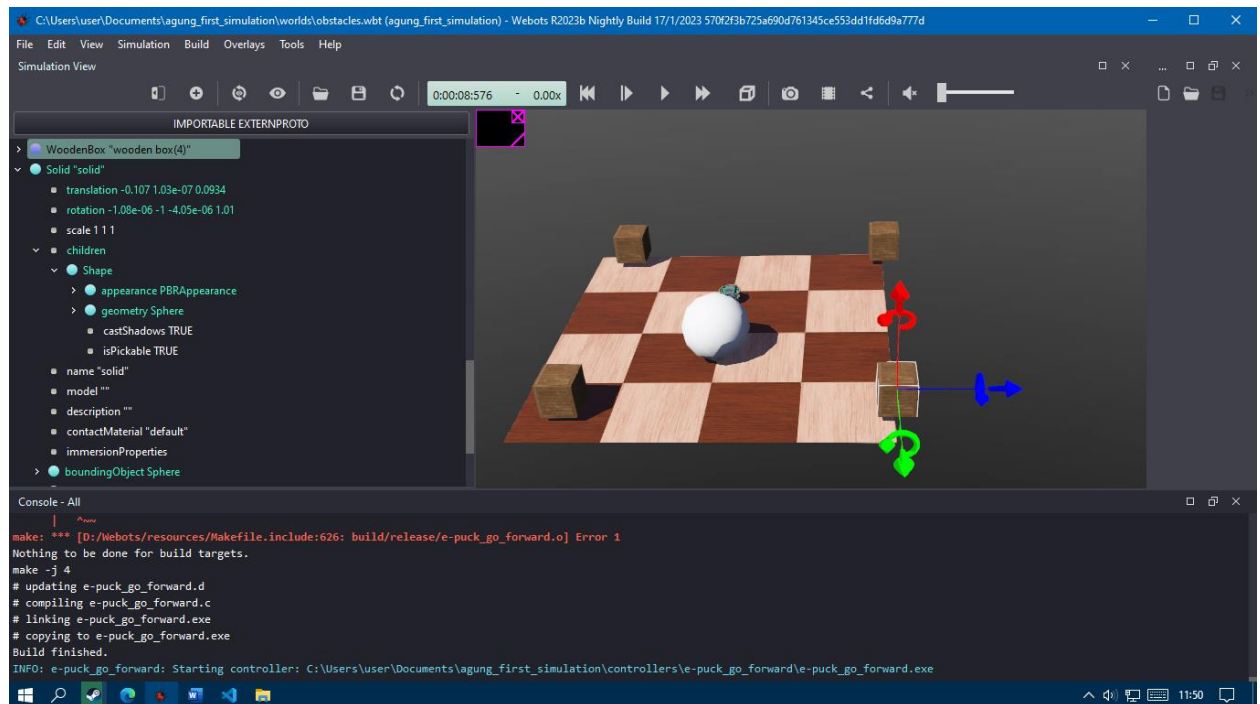 C:\Users\user\Documents\agung_first_simulation\worlds\obstacles.wbt (agung_first_simulation) - Webots R2023b Nightly Build 17/1/2023 570f2f3b725a690d761345ce553dd1fd6d9a777d
File Edit View Simulation Build Overlays Tools Help
Simulation View
0:00:08:576 - 0.00x
IMPORTABLE EXTERNPROTO
WoodenBox "wooden box(4)"
Solid "solid"
translation -0.107 1.03e-07 0.0934
rotation -1.08e-06 -1 -4.05e-06 1.01
scale 1 1 1
children
Shape
appearance PBRAppearance
geometry Sphere
castShadows TRUE
isPickable TRUE
name "solid"
model ""
description ""
contactMaterial "default"
immersionProperties
boundingObject Sphere
Console - All
| ^~~
make: *** [D:/Webots/resources/Makefile.include:626: build/release/e-puck_go_forward.o] Error 1
Nothing to be done for build targets.
make -j 4
# updating e-puck_go_forward.d
# compiling e-puck_go_forward.c
# linking e-puck_go_forward.exe
# copying to e-puck_go_forward.exe
Build finished.
INFO: e-puck_go_forward: Starting controller: C:\Users\user\Documents\agung_first_simulation\controllers\e-puck_go_forward\e-puck_go_forward.exe
11:50